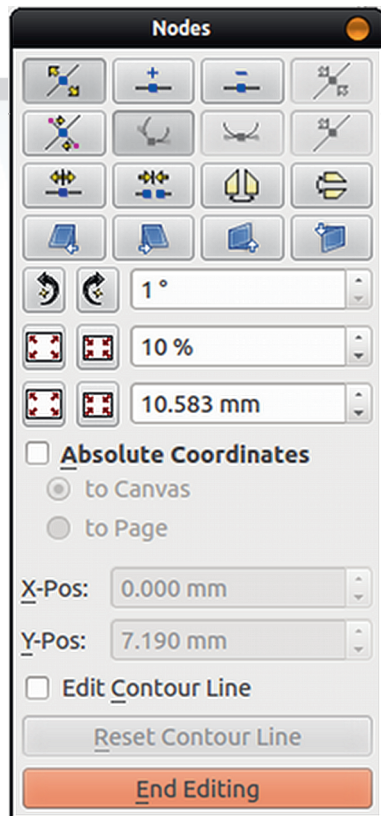 Nodes
1 °
10 %
10.583 mm
Absolute Coordinates
to Canvas
to Page
X-Pos: 0.000 mm
Y-Pos: 7.190 mm
Edit Contour Line
Reset Contour Line
End Editing